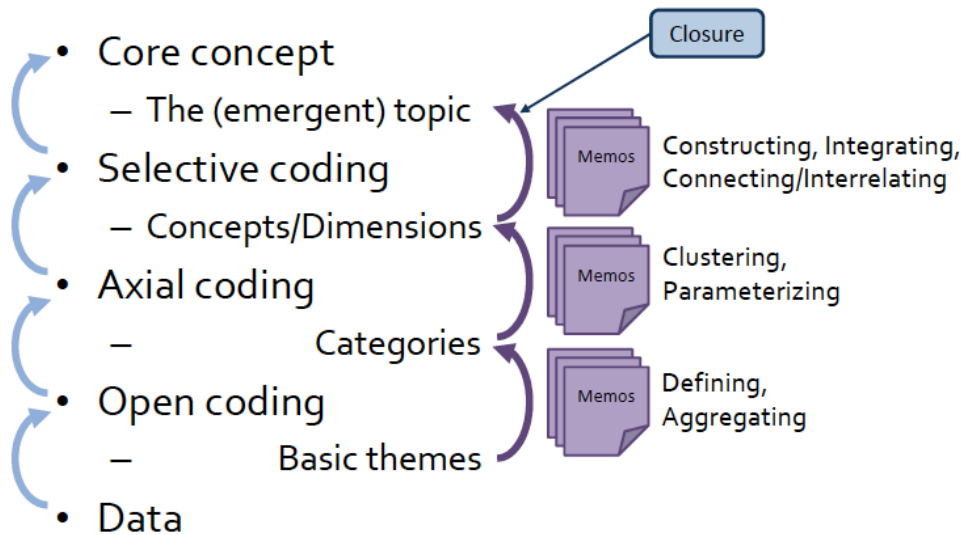 Closure
• Core concept
– The (emergent) topic
Memos
Constructing, Integrating,
Connecting/Interrelating
• Selective coding
– Concepts/Dimensions
Memos
Clustering,
Parameterizing
• Axial coding
– Categories
Memos
Defining,
Aggregating
• Open coding
– Basic themes
• Data